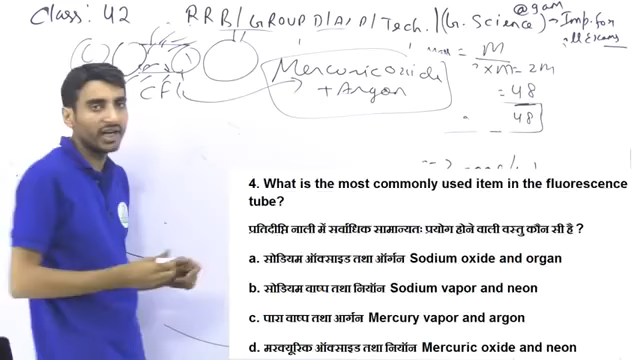 Class: 42 RRB/GROUP D/A/P/Tech. (G. Science) @9am Imp. for all Exams
= m
2×m = 2m
Mercuric oxide
+ Argon
= 48
48
CFL
4. What is the most commonly used item in the fluorescence
tube?
प्रतिदीप्ति नाली में सर्वाधिक सामान्यतः प्रयोग होने वाली वस्तु कौन सी है ?
a. सोडियम ऑक्साइड तथा ऑर्गन Sodium oxide and organ
b. सोडियम वाष्प तथा नियॉन Sodium vapor and neon
c. पारा वाष्प तथा आर्गन Mercury vapor and argon
d. मरक्यूरिक ऑक्साइड तथा नियॉन Mercuric oxide and neon